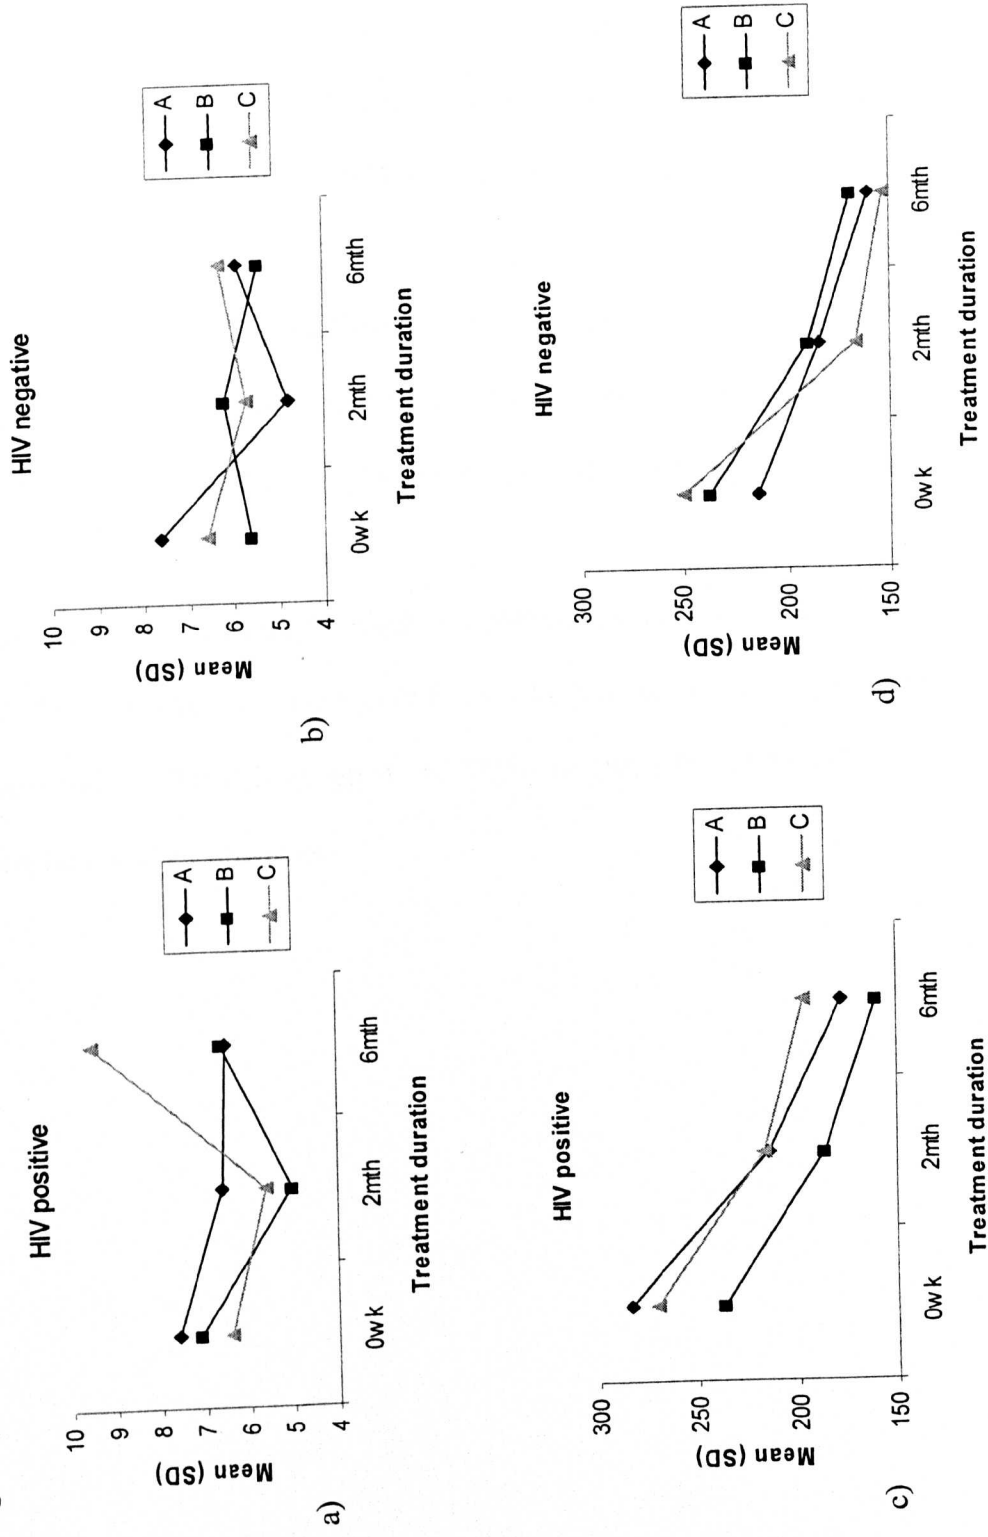 HIV positive
10
9
8
7
6
5
4
Mean (SD)
0wk
2mth
6mth
Treatment duration
A
B
C
a)
HIV negative
10
9
8
7
6
5
4
Mean (SD)
0wk
2mth
6mth
Treatment duration
A
B
C
b)
HIV positive
300
250
200
150
Mean (SD)
0wk
2mth
6mth
Treatment duration
A
B
C
c)
HIV negative
300
250
200
150
Mean (SD)
0wk
2mth
6mth
Treatment duration
A
B
C
d)